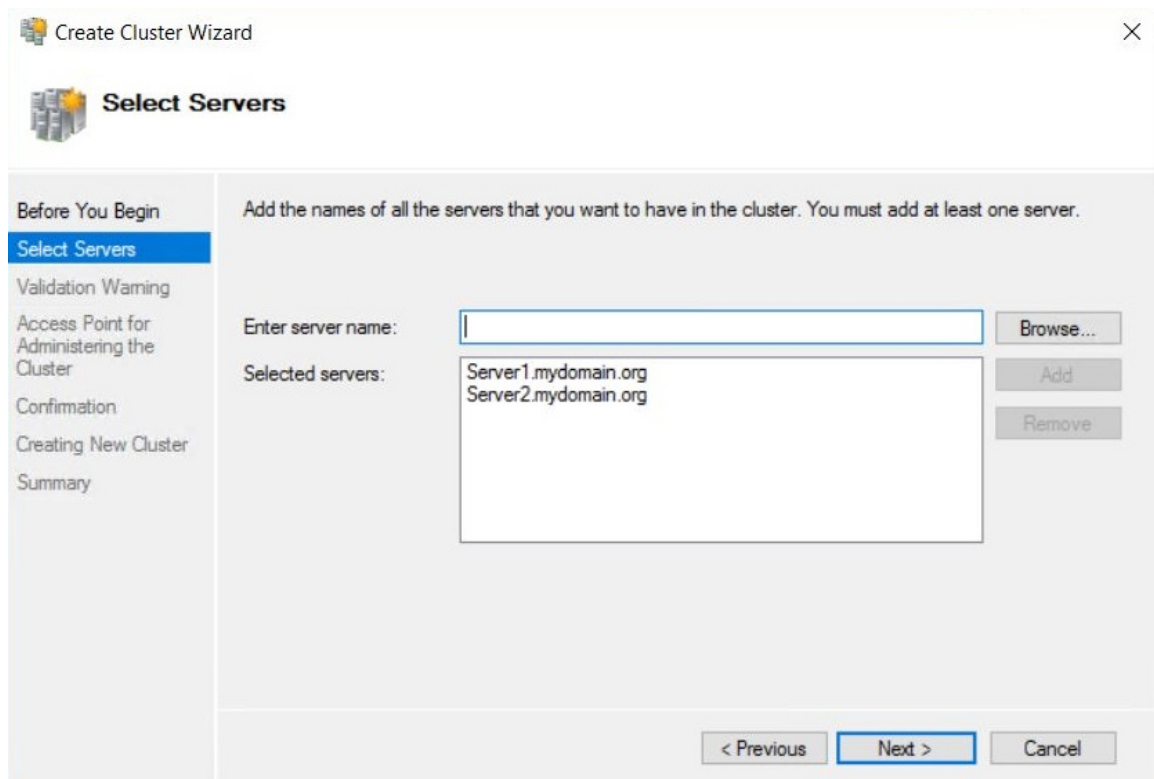 Create Cluster Wizard
Select Servers
Before You Begin
Select Servers
Validation Warning
Access Point for
Administering the
Cluster
Confirmation
Creating New Cluster
Summary
Add the names of all the servers that you want to have in the cluster. You must add at least one server.
Enter server name:
Browse...
Selected servers:
Server1.mydomain.org
Server2.mydomain.org
Add
Remove
< Previous
Next >
Cancel